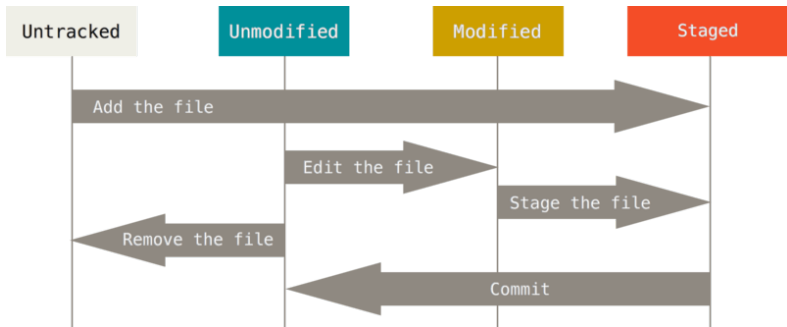 Untracked
Unmodified
Modified
Staged
Add the file
Edit the file
Stage the file
Remove the file
Commit